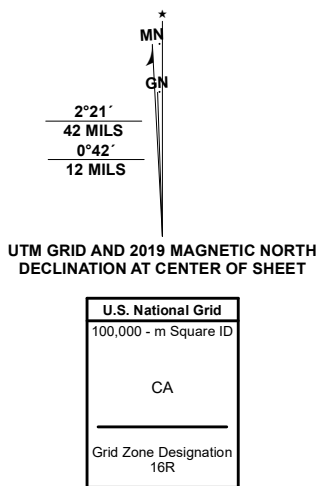 ★
MN
GN
2°21´
42 MILS
0°42´
12 MILS
UTM GRID AND 2019 MAGNETIC NORTH
DECLINATION AT CENTER OF SHEET
U.S. National Grid
100,000 - m Square ID
CA
Grid Zone Designation
16R